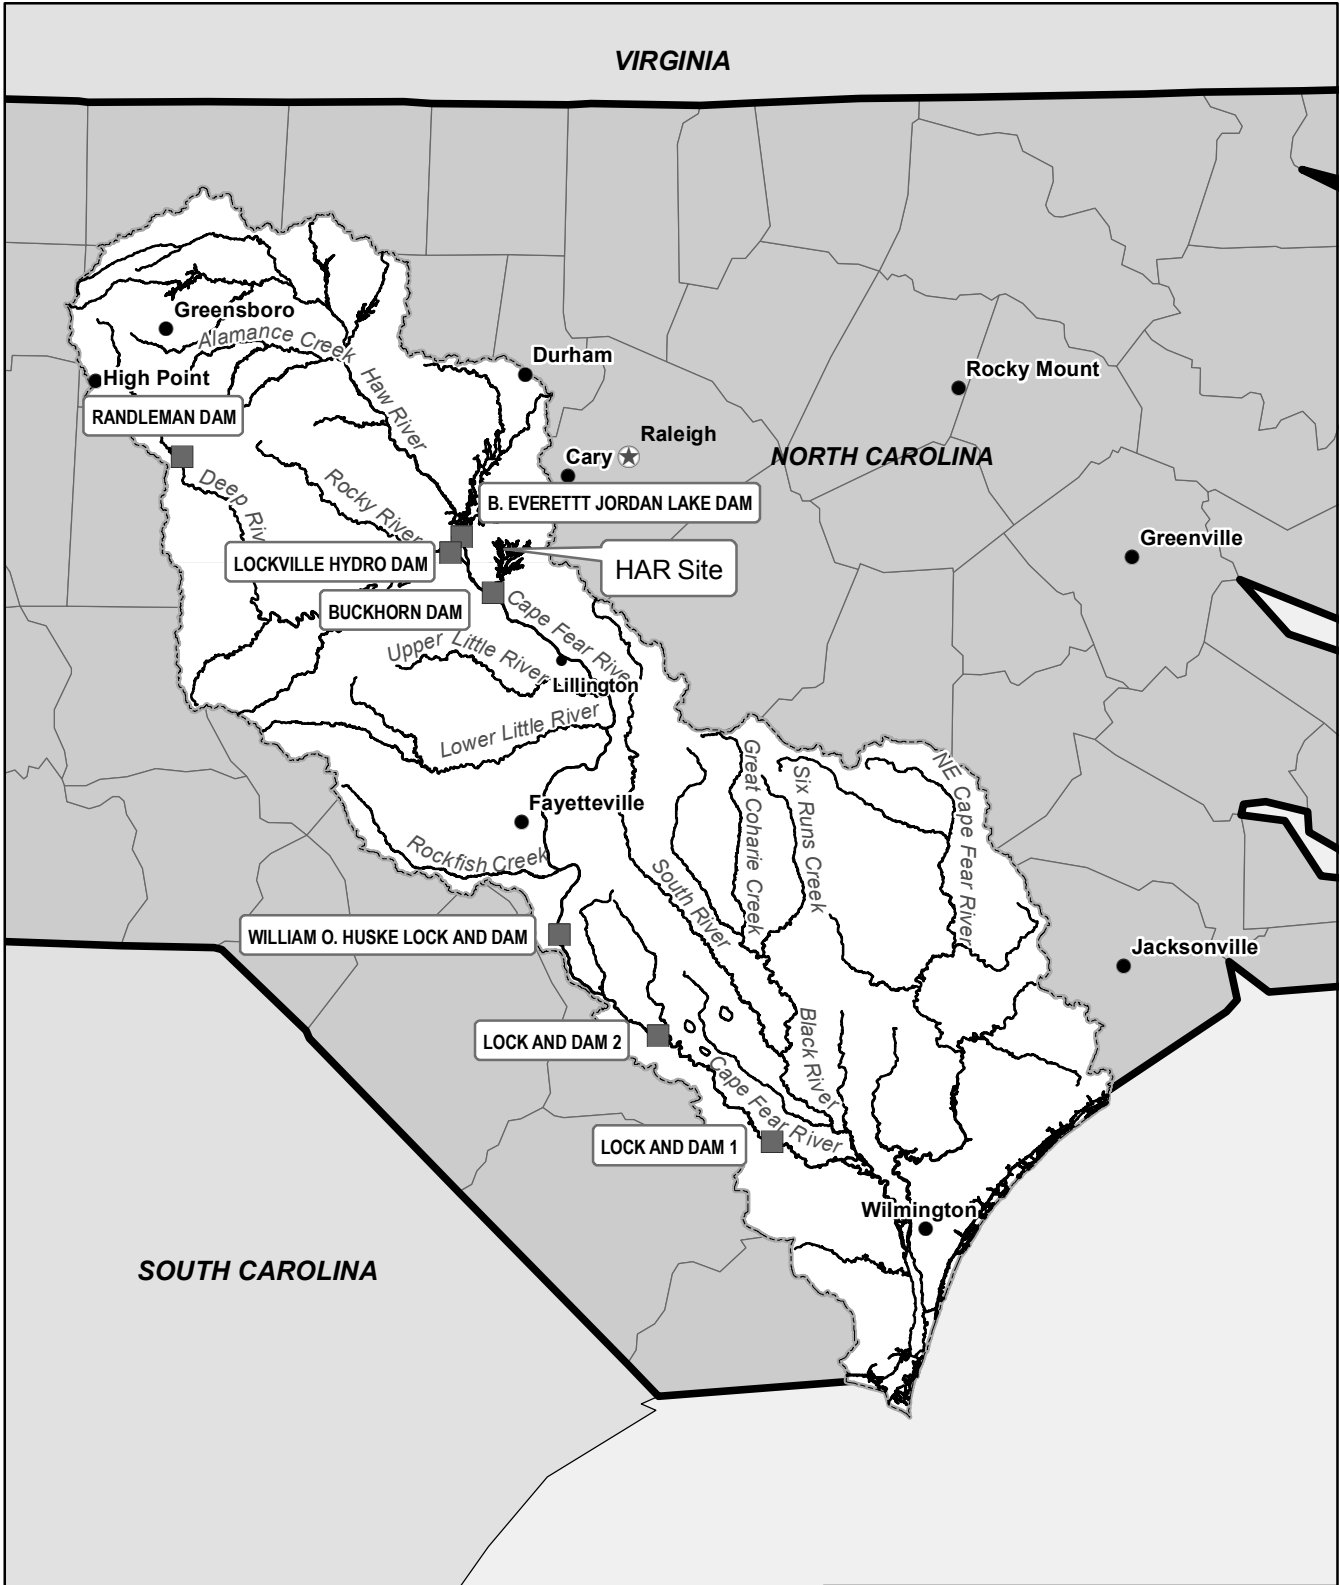 VIRGINIA
Greensboro
Alamance Creek
Durham
High Point
Haw River
Rocky Mount
RANDLEMAN DAM
Raleigh
Cary
NORTH CAROLINA
Deep Riv
Rocky River
B. EVERETTT JORDAN LAKE DAM
Greenville
LOCKVILLE HYDRO DAM
HAR Site
BUCKHORN DAM
Cape Fear River
Upper Little River
Lillington
Lower Little River
Great Coharie Creek
Six Runs Creek
NE Cape Fear River
Fayetteville
Rockfish Creek
South River
WILLIAM O. HUSKE LOCK AND DAM
Jacksonville
LOCK AND DAM 2
Black River
Cape Fear River
LOCK AND DAM 1
Wilmington
SOUTH CAROLINA